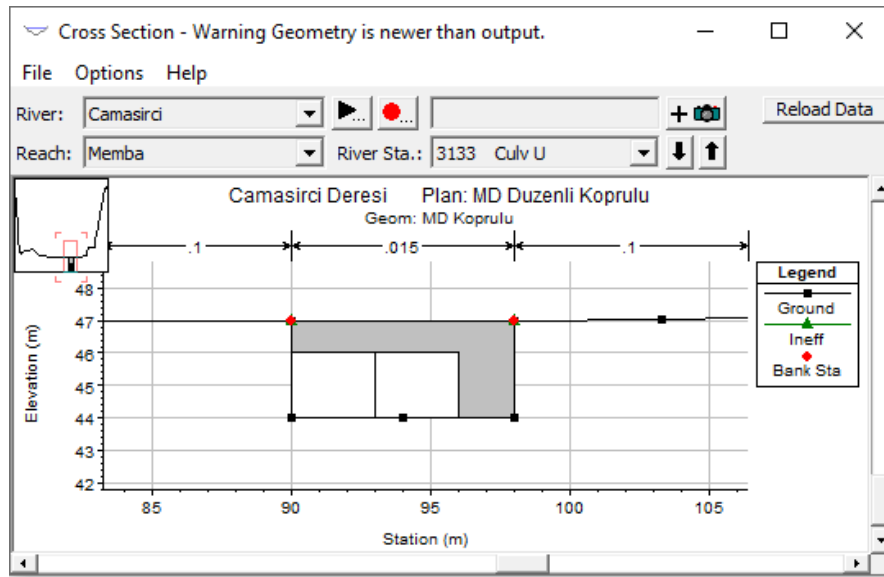 Cross Section - Warning Geometry is newer than output.
File Options Help
River: Camasirci ... ... + Reload Data
Reach: Memba River Sta.: 3133 Culv U
Camasirci Deresi Plan: MD Duzenli Koprulu
Geom: MD Koprulu
.1 .015 .1
48
47
46
45
44
43
42
Elevation (m)
85 90 95 100 105
Station (m)
Legend
Ground
Ineff
Bank Sta